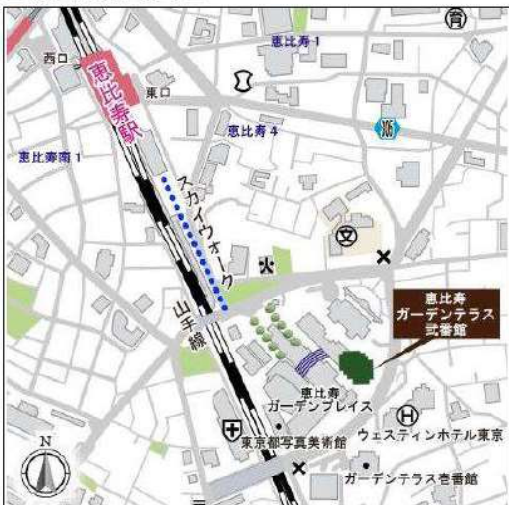 恵比寿1
西口
恵比寿駅
東口
恵比寿4
306
恵比寿南1
スカイウォーク
文
火
山手線
恵比寿
ガーデンテラス
弐番館
恵比寿
ガーデンプレイス
東京都写真美術館
H
ウェスティンホテル東京
ガーデンテラス壱番館
N